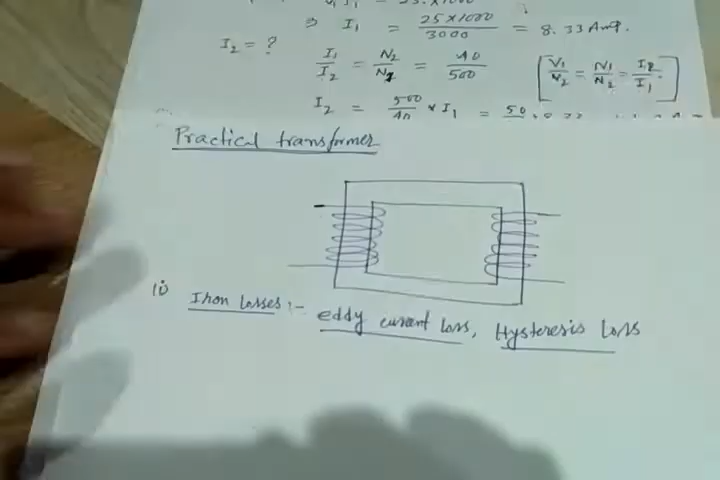 ⇒ I₁ = 25×1000 / 3000 = 8.33 Amp.
I₂ = ?
I₁/I₂ = N₂/N₁ = 40/500 [V₁/V₂ = N₁/N₂ = I₂/I₁]
I₂ = 500/40 × I₁ =
Practical transformer
Iron losses :- eddy current loss, Hysteresis Loss